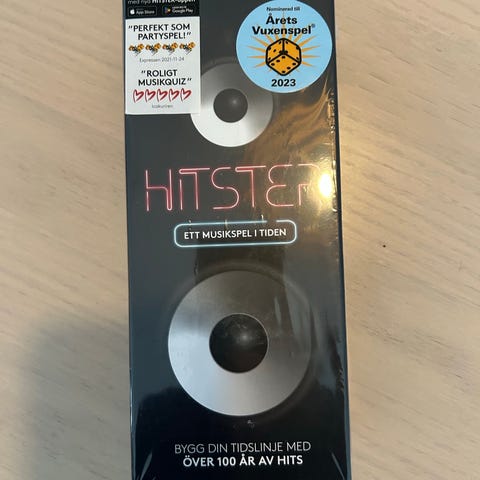 med nya HITSTER-appen
App Store
Google Play
"PERFEKT SOM
PARTYSPEL!"
Expressen 2021-11-24
"ROLIGT
MUSIKQUIZ"
Icakuriren
Nominerad till
Årets
Vuxenspel®
2023
HITSTER
ETT MUSIKSPEL I TIDEN
BYGG DIN TIDSLINJE MED
ÖVER 100 ÅR AV HITS